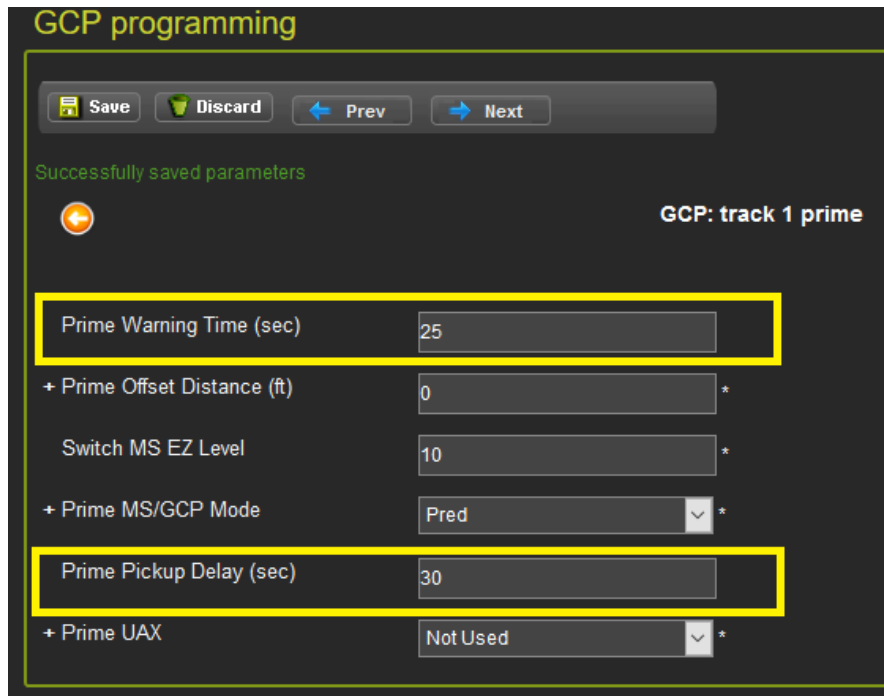 GCP programming
Save Discard Prev Next
Successfully saved parameters
GCP: track 1 prime
Prime Warning Time (sec) 25
+ Prime Offset Distance (ft) 0 *
Switch MS EZ Level 10 *
+ Prime MS/GCP Mode Pred *
Prime Pickup Delay (sec) 30
+ Prime UAX Not Used *